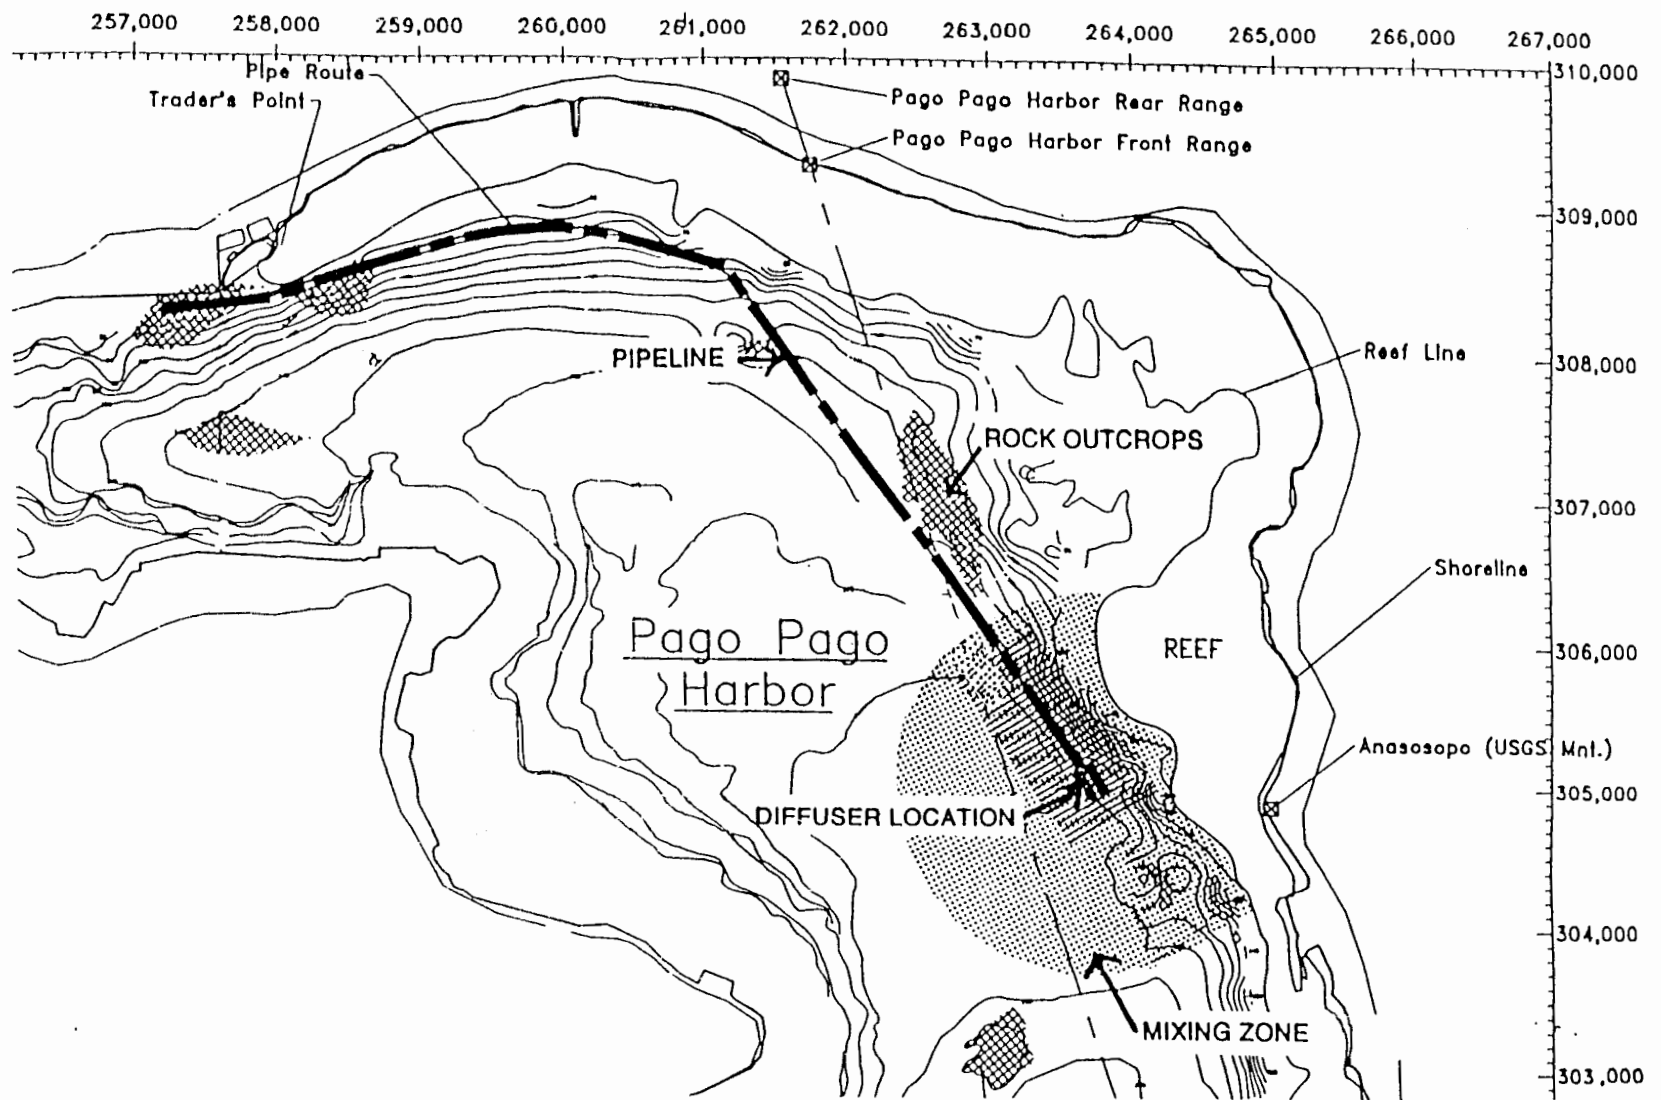 257,000 258,000 259,000 260,000 261,000 262,000 263,000 264,000 265,000 266,000 267,000
310,000
Pipe Route
Trader's Point
Pago Pago Harbor Rear Range
Pago Pago Harbor Front Range
309,000
Reef Line
PIPELINE
308,000
ROCK OUTCROPS
307,000
Shoreline
Pago Pago
Harbor
REEF
306,000
Anasosopo (USGS Mnt.)
DIFFUSER LOCATION
305,000
304,000
MIXING ZONE
303,000